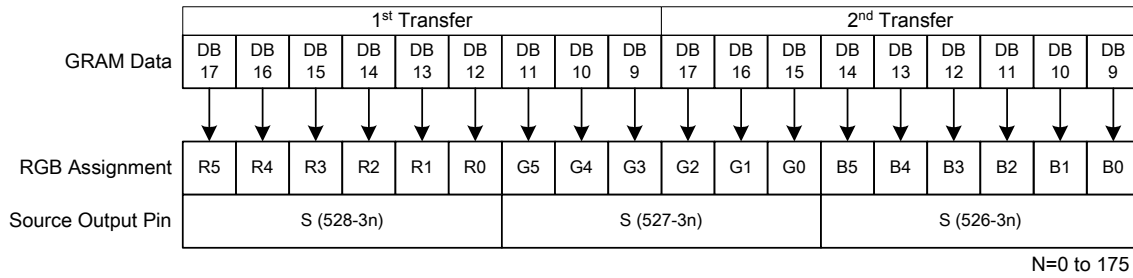 1st Transfer 2nd Transfer
GRAM Data DB 17 DB 16 DB 15 DB 14 DB 13 DB 12 DB 11 DB 10 DB 9 DB 17 DB 16 DB 15 DB 14 DB 13 DB 12 DB 11 DB 10 DB 9
RGB Assignment R5 R4 R3 R2 R1 R0 G5 G4 G3 G2 G1 G0 B5 B4 B3 B2 B1 B0
Source Output Pin S (528-3n) S (527-3n) S (526-3n)
N=0 to 175